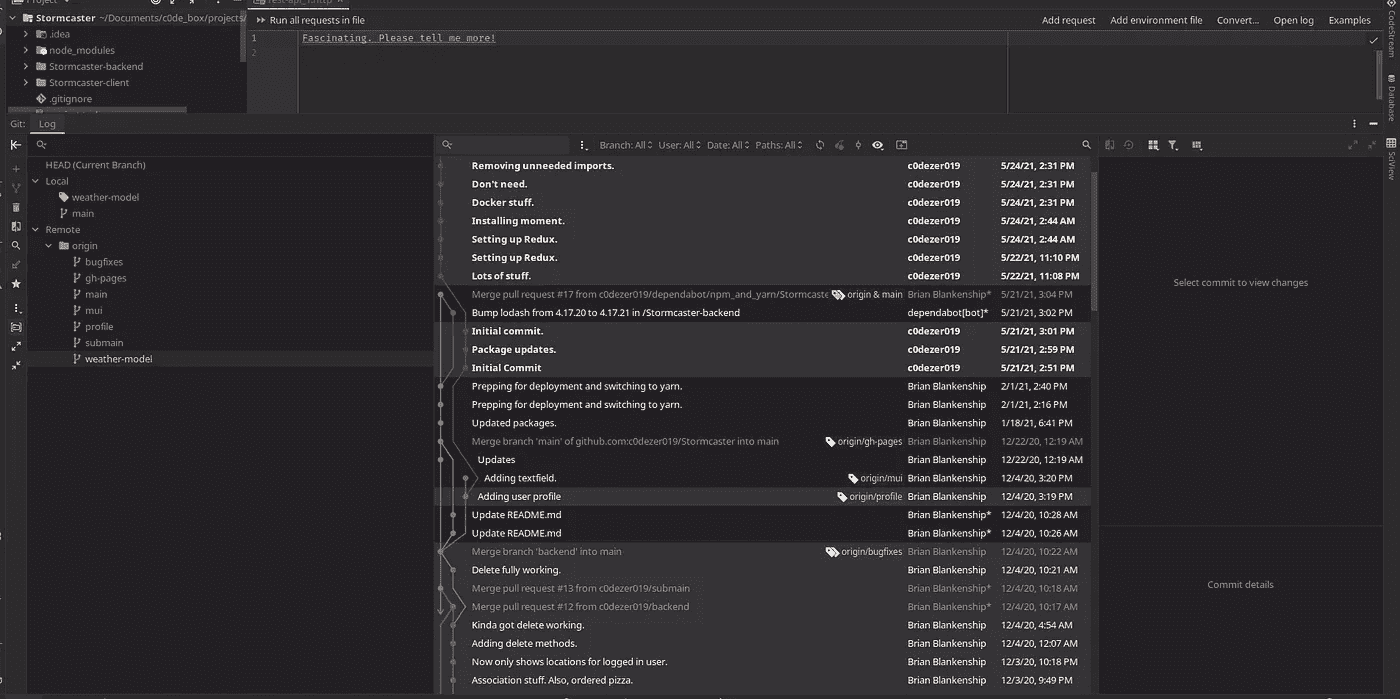 Project
rest-api_1.http
Stormcaster ~/Documents/c0de_box/projects/
.idea
node_modules
Stormcaster-backend
Stormcaster-client
.gitignore
Run all requests in file
Add request Add environment file Convert... Open log Examples
1 Fascinating. Please tell me more!
2
CodeStream
Database
SciView
Git: Log
HEAD (Current Branch)
Local
weather-model
main
Remote
origin
bugfixes
gh-pages
main
mui
profile
submain
weather-model
Branch: All User: All Date: All Paths: All
Removing unneeded imports. c0dezer019 5/24/21, 2:31 PM
Don't need. c0dezer019 5/24/21, 2:31 PM
Docker stuff. c0dezer019 5/24/21, 2:31 PM
Installing moment. c0dezer019 5/24/21, 2:44 AM
Setting up Redux. c0dezer019 5/24/21, 2:44 AM
Setting up Redux. c0dezer019 5/22/21, 11:10 PM
Lots of stuff. c0dezer019 5/22/21, 11:08 PM
Merge pull request #17 from c0dezer019/dependabot/npm_and_yarn/Stormcaste origin & main Brian Blankenship* 5/21/21, 3:04 PM
Bump lodash from 4.17.20 to 4.17.21 in /Stormcaster-backend dependabot[bot]* 5/21/21, 3:02 PM
Initial commit. c0dezer019 5/21/21, 3:01 PM
Package updates. c0dezer019 5/21/21, 2:59 PM
Initial Commit c0dezer019 5/21/21, 2:51 PM
Prepping for deployment and switching to yarn. Brian Blankenship 2/1/21, 2:40 PM
Prepping for deployment and switching to yarn. Brian Blankenship 2/1/21, 2:16 PM
Updated packages. Brian Blankenship 1/18/21, 6:41 PM
Merge branch 'main' of github.com:c0dezer019/Stormcaster into main origin/gh-pages Brian Blankenship 12/22/20, 12:19 AM
Updates Brian Blankenship 12/22/20, 12:19 AM
Adding textfield. origin/mui Brian Blankenship 12/4/20, 3:20 PM
Adding user profile origin/profile Brian Blankenship 12/4/20, 3:19 PM
Update README.md Brian Blankenship* 12/4/20, 10:28 AM
Update README.md Brian Blankenship* 12/4/20, 10:26 AM
Merge branch 'backend' into main origin/bugfixes Brian Blankenship 12/4/20, 10:22 AM
Delete fully working. Brian Blankenship 12/4/20, 10:21 AM
Merge pull request #13 from c0dezer019/submain Brian Blankenship* 12/4/20, 10:18 AM
Merge pull request #12 from c0dezer019/backend Brian Blankenship* 12/4/20, 10:17 AM
Kinda got delete working. Brian Blankenship 12/4/20, 4:54 AM
Adding delete methods. Brian Blankenship 12/4/20, 12:07 AM
Now only shows locations for logged in user. Brian Blankenship 12/3/20, 10:18 PM
Association stuff. Also, ordered pizza. Brian Blankenship 12/3/20, 9:49 PM
Select commit to view changes
Commit details